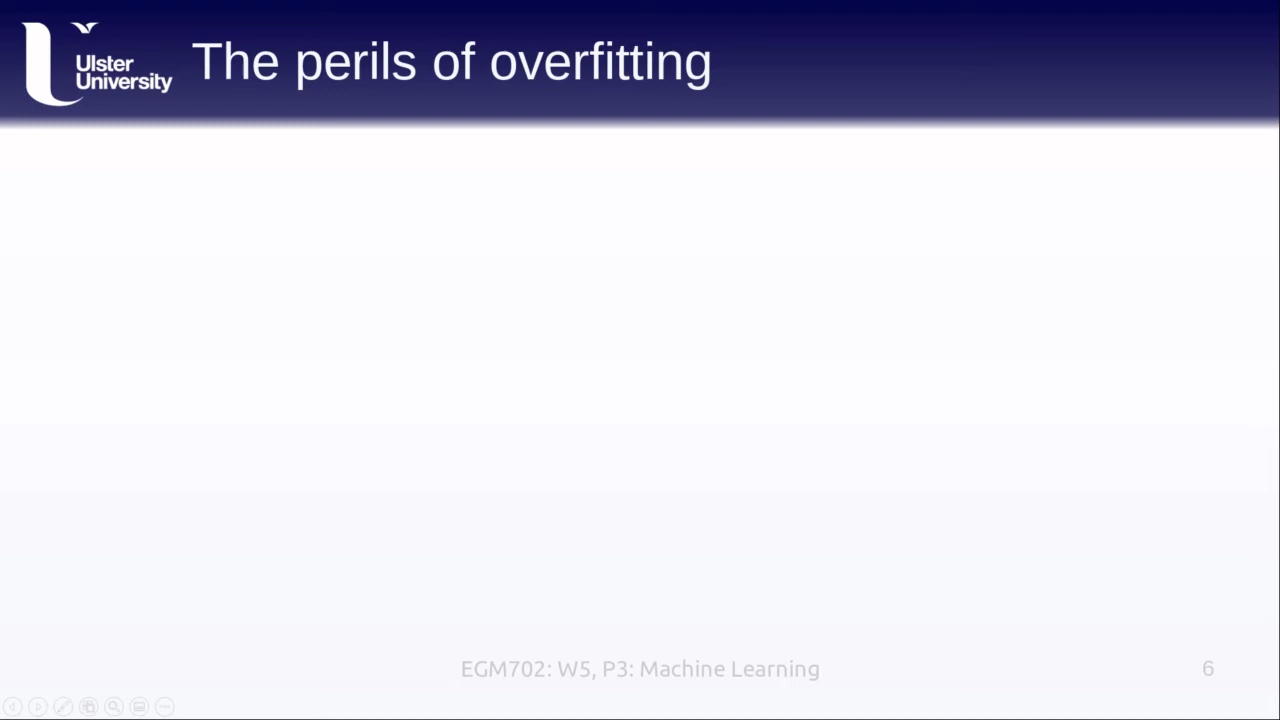 Ulster
University
The perils of overfitting
EGM702: W5, P3: Machine Learning
6